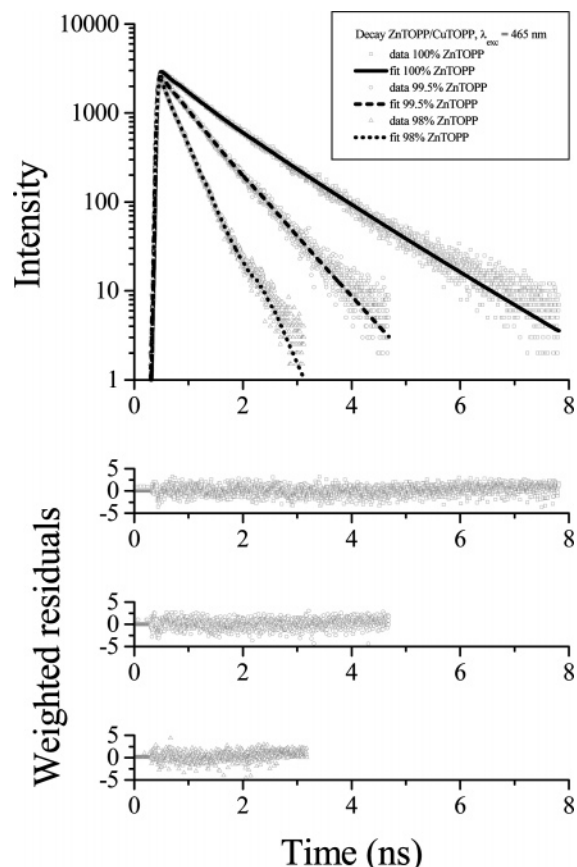 Decay ZnTOPP/CuTOPP, λexc = 465 nm
data 100% ZnTOPP
fit 100% ZnTOPP
data 99.5% ZnTOPP
fit 99.5% ZnTOPP
data 98% ZnTOPP
fit 98% ZnTOPP
Intensity
10000
1000
100
10
1
0 2 4 6 8
Weighted residuals
5
0
-5
0 2 4 6 8
5
0
-5
0 2 4 6 8
5
0
-5
0 2 4 6 8
Time (ns)